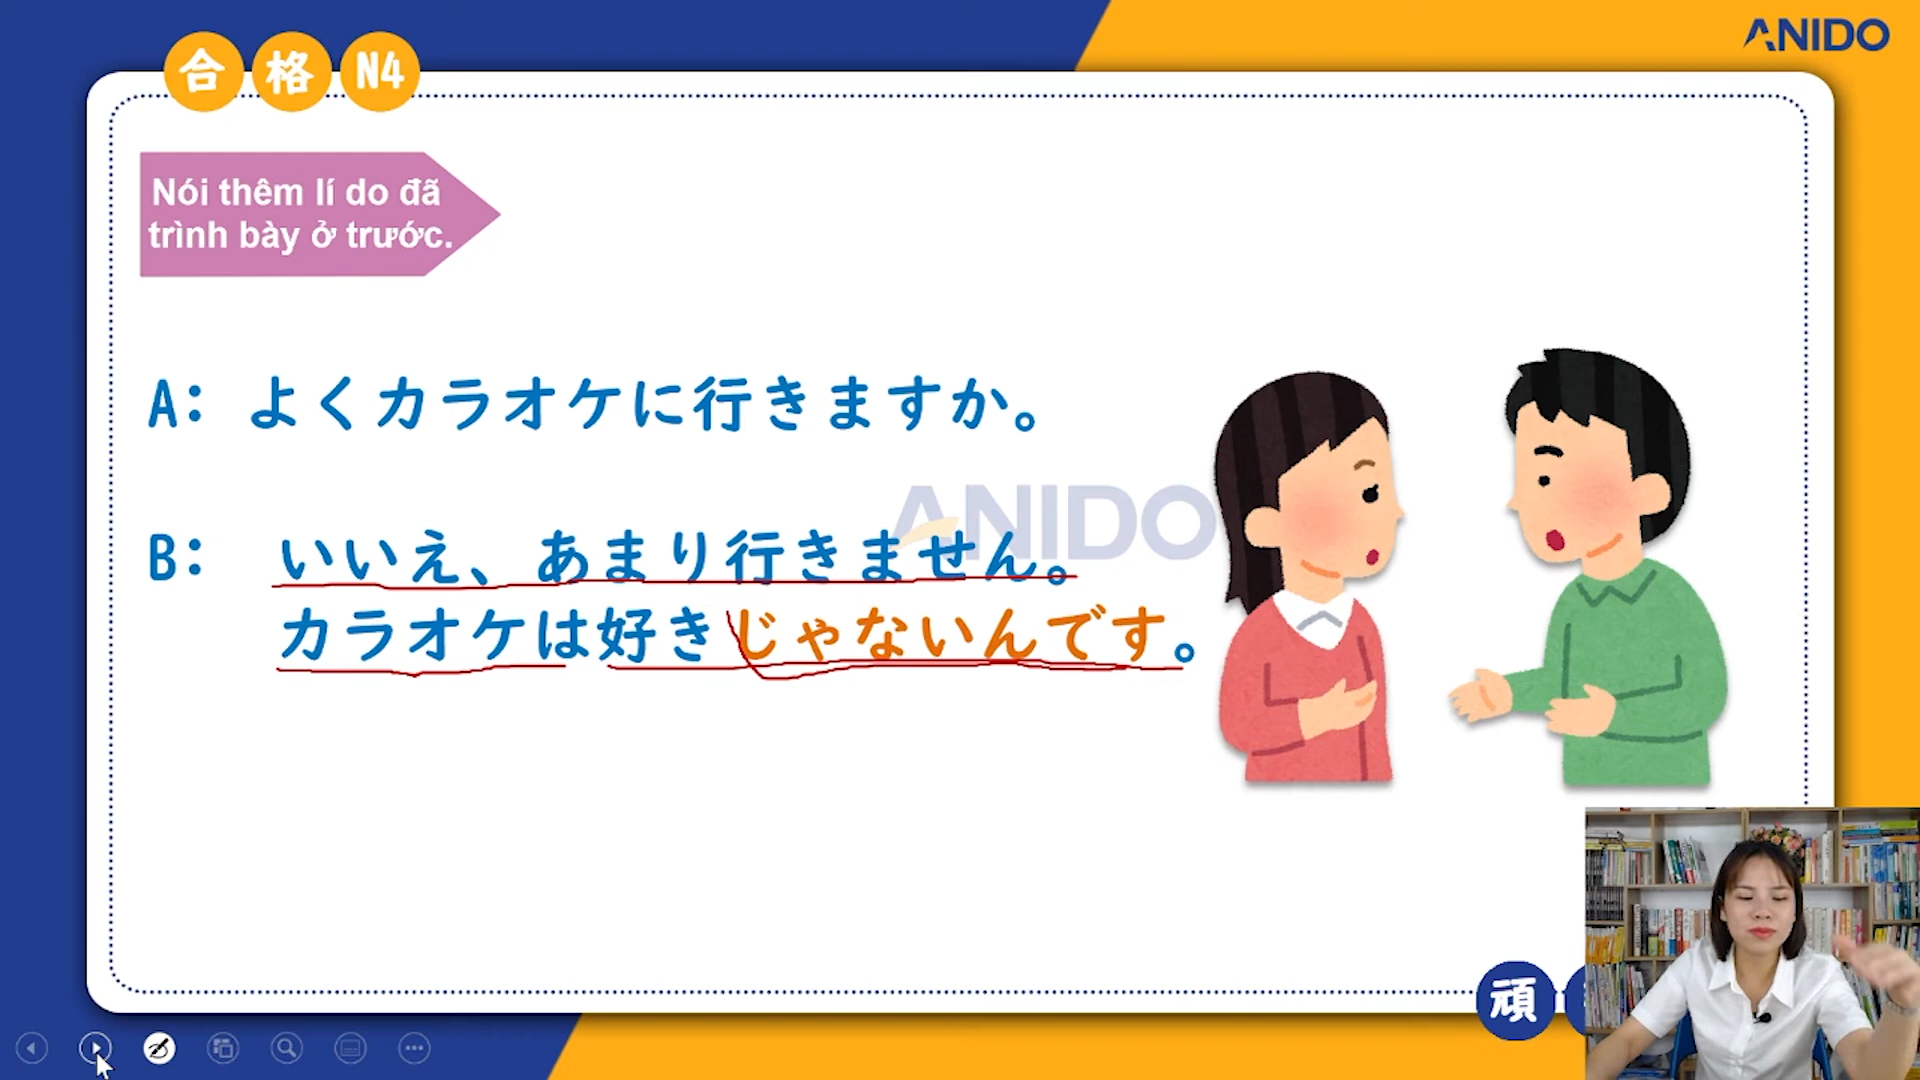 ANIDO
合格N4
Nói thêm lí do đã
trình bày ở trước.
A: よくカラオケに行きますか。
ANIDO
B: いいえ、あまり行きません。
カラオケは好きじゃないんです。
頑